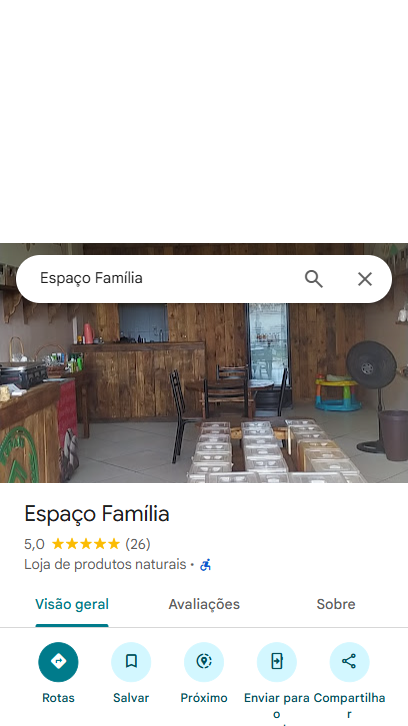 Espaço Família
Espaço Família
5,0 (26)
Loja de produtos naturais ·
Visão geral Avaliações Sobre
Rotas Salvar Próximo Enviar para o Compartilhar